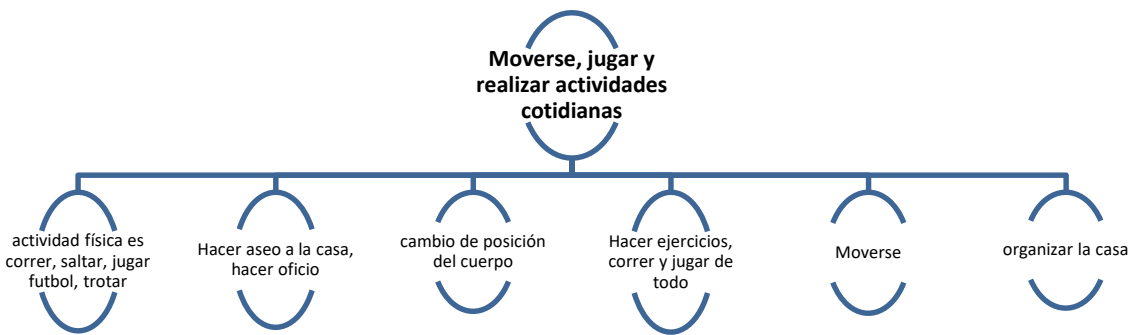 Moverse, jugar y
realizar actividades
cotidianas
actividad física es
correr, saltar, jugar
futbol, trotar
Hacer aseo a la casa,
hacer oficio
cambio de posición
del cuerpo
Hacer ejercicios,
correr y jugar de
todo
Moverse
organizar la casa